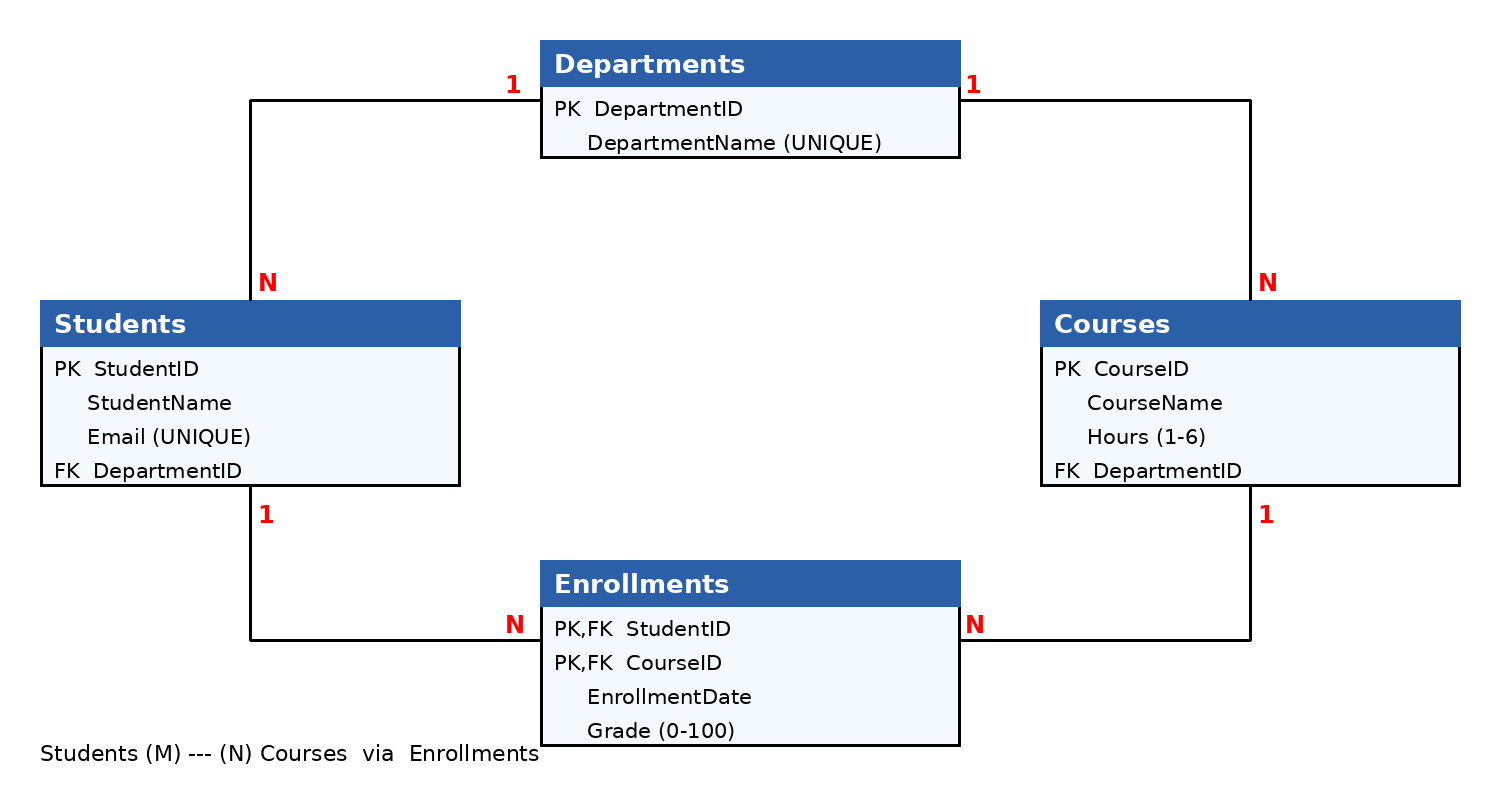 Departments
1
1
PK  DepartmentID
DepartmentName (UNIQUE)
N
N
Students
PK  StudentID
StudentName
Email (UNIQUE)
FK  DepartmentID
Courses
PK  CourseID
CourseName
Hours (1-6)
FK  DepartmentID
1
1
Enrollments
N
N
PK,FK  StudentID
PK,FK  CourseID
EnrollmentDate
Grade (0-100)
Students (M) --- (N) Courses  via  Enrollments